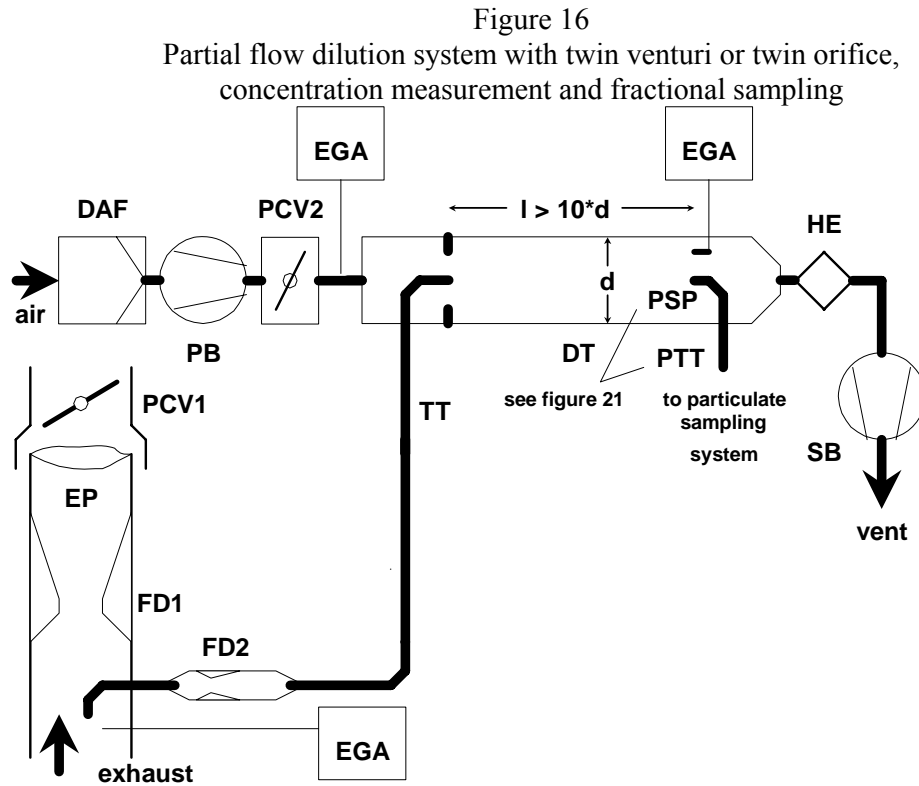 Figure 16
Partial flow dilution system with twin venturi or twin orifice,
concentration measurement and fractional sampling
EGA
EGA
DAF
PCV2
l > 10*d
HE
air
d
PSP
PB
DT
PTT
PCV1
see figure 21
to particulate
sampling
system
TT
SB
EP
vent
FD1
FD2
EGA
exhaust